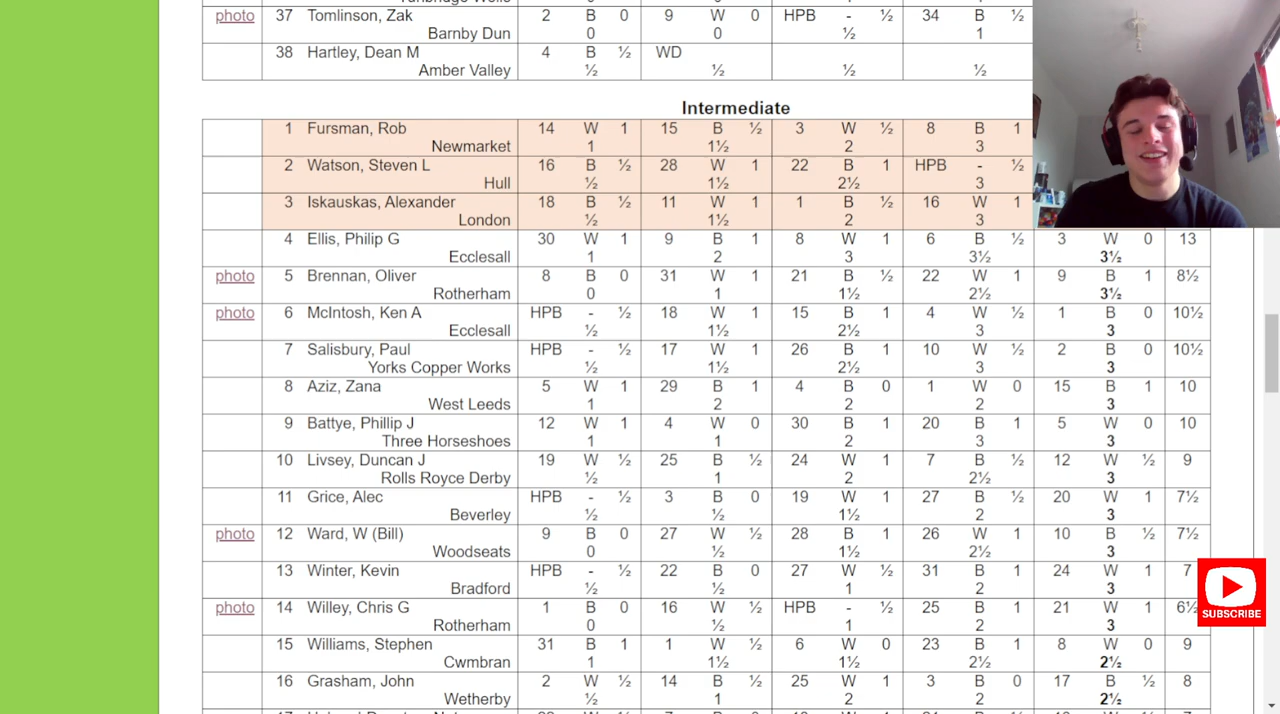 photo 37 Tomlinson, Zak 2 B 0 9 W 0 HPB - ½ 34 B ½
Barnby Dun 0 0 ½ 1
38 Hartley, Dean M 4 B ½ WD
Amber Valley ½ ½ ½ ½
Intermediate
1 Fursman, Rob 14 W 1 15 B ½ 3 W ½ 8 B 1
Newmarket 1 1½ 2 3
2 Watson, Steven L 16 B ½ 28 W 1 22 B 1 HPB - ½
Hull ½ 1½ 2½ 3
3 Iskauskas, Alexander 18 B ½ 11 W 1 1 B ½ 16 W 1
London ½ 1½ 2 3
4 Ellis, Philip G 30 W 1 9 B 1 8 W 1 6 B ½ 3 W 0 13
Ecclesall 1 2 3 3½ 3½
photo 5 Brennan, Oliver 8 B 0 31 W 1 21 B ½ 22 W 1 9 B 1 8½
Rotherham 0 1 1½ 2½ 3½
photo 6 McIntosh, Ken A HPB - ½ 18 W 1 15 B 1 4 W ½ 1 B 0 10½
Ecclesall ½ 1½ 2½ 3 3
7 Salisbury, Paul HPB - ½ 17 W 1 26 B 1 10 W ½ 2 B 0 10½
Yorks Copper Works ½ 1½ 2½ 3 3
8 Aziz, Zana 5 W 1 29 B 1 4 B 0 1 W 0 15 B 1 10
West Leeds 1 2 2 2 3
9 Battye, Phillip J 12 W 1 4 W 0 30 B 1 20 B 1 5 W 0 10
Three Horseshoes 1 1 2 3 3
10 Livsey, Duncan J 19 W ½ 25 B ½ 24 W 1 7 B ½ 12 W ½ 9
Rolls Royce Derby ½ 1 2 2½ 3
11 Grice, Alec HPB - ½ 3 B 0 19 W 1 27 B ½ 20 W 1 7½
Beverley ½ ½ 1½ 2 3
photo 12 Ward, W (Bill) 9 B 0 27 W ½ 28 B 1 26 W 1 10 B ½ 7½
Woodseats 0 ½ 1½ 2½ 3
13 Winter, Kevin HPB - ½ 22 B 0 27 W ½ 31 B 1 24 W 1 7
Bradford ½ ½ 1 2 3
photo 14 Willey, Chris G 1 B 0 16 W ½ HPB - ½ 25 B 1 21 W 1 6½
Rotherham 0 ½ 1 2 3
SUBSCRIBE
15 Williams, Stephen 31 B 1 1 W ½ 6 W 0 23 B 1 8 W 0 9
Cwmbran 1 1½ 1½ 2½ 2½
16 Grasham, John 2 W ½ 14 B ½ 25 W 1 3 B 0 17 B ½ 8
Wetherby ½ 1 2 2 2½